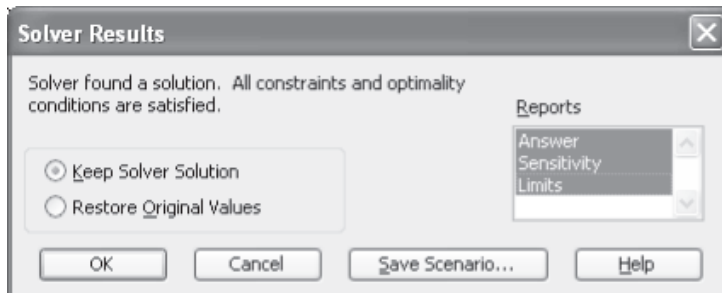 Solver Results
Solver found a solution. All constraints and optimality
conditions are satisfied.
Reports
Answer
Sensitivity
Limits
Keep Solver Solution
Restore Original Values
OK Cancel Save Scenario... Help